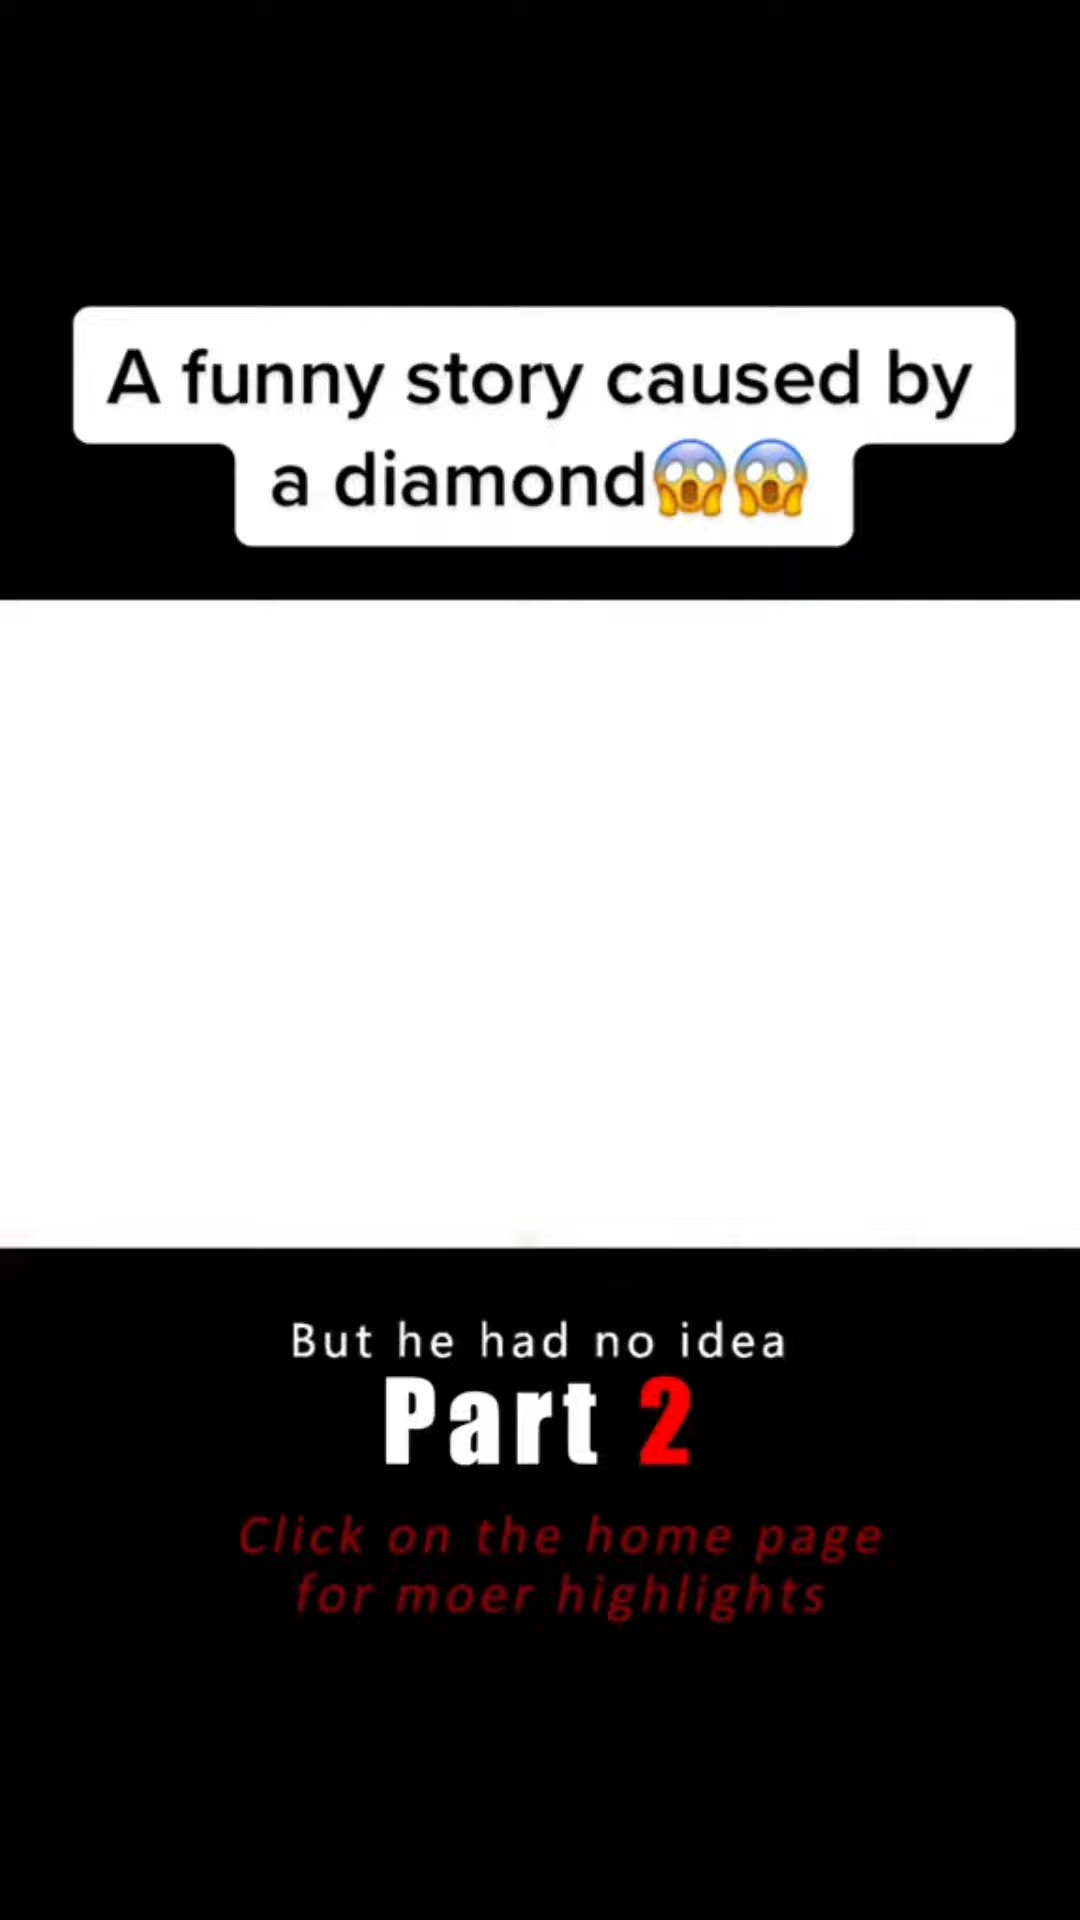 A funny story caused by
a diamond😱😱
But he had no idea
Part 2
Click on the home page
for moer highlights